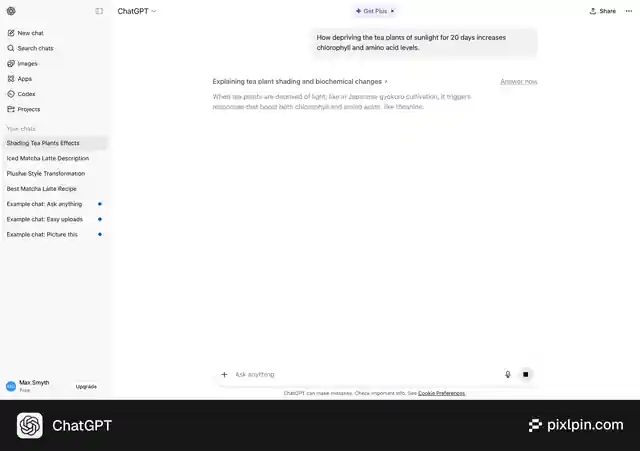 ChatGPT
Get Plus ×
Share
New chat
Search chats
Images
Apps
Codex
Projects
Your chats
Shading Tea Plants Effects
Iced Matcha Latte Description
Plushie Style Transformation
Best Matcha Latte Recipe
Example chat: Ask anything
Example chat: Easy uploads
Example chat: Picture this
Max Smyth
Free
Upgrade
How depriving the tea plants of sunlight for 20 days increases
chlorophyll and amino acid levels.
Explaining tea plant shading and biochemical changes
Answer now
When tea plants are deprived of light, like in Japanese gyokuro cultivation, it triggers
responses that boost both chlorophyll and amino acids, like theanine.
Ask anything
ChatGPT can make mistakes. Check important info. See Cookie Preferences.
ChatGPT
pixlpin.com